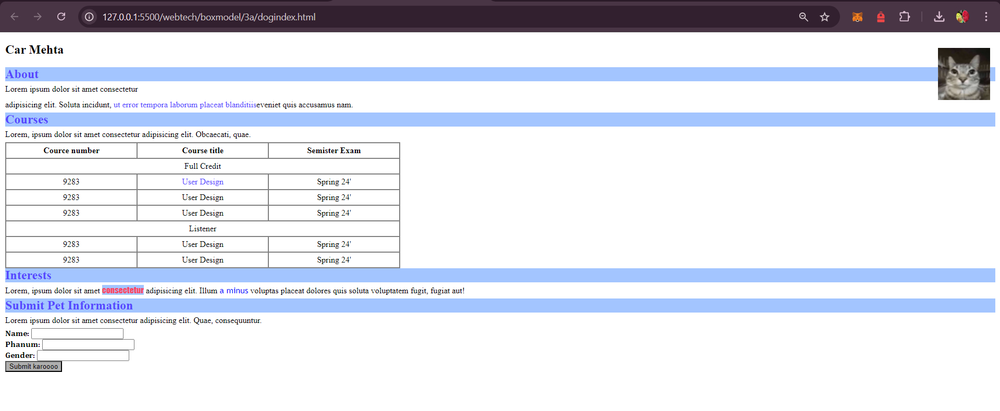 127.0.0.1:5500/webtech/boxmodel/3a/dogindex.html
Car Mehta
About
Lorem ipsum dolor sit amet consectetur
adipisicing elit. Soluta incidunt, ut error tempora laborum placeat blanditiiseveniet quis accusamus nam.
Courses
Lorem, ipsum dolor sit amet consectetur adipisicing elit. Obcaecati, quae.
Cource number Course title Semister Exam
Full Credit
9283 User Design Spring 24'
9283 User Design Spring 24'
9283 User Design Spring 24'
Listener
9283 User Design Spring 24'
9283 User Design Spring 24'
Interests
Lorem, ipsum dolor sit amet consectetur adipisicing elit. Illum a minus voluptas placeat dolores quis soluta voluptatem fugit, fugiat aut!
Submit Pet Information
Lorem ipsum dolor sit amet consectetur adipisicing elit. Quae, consequuntur.
Name:
Phanum:
Gender:
Submit karoooo